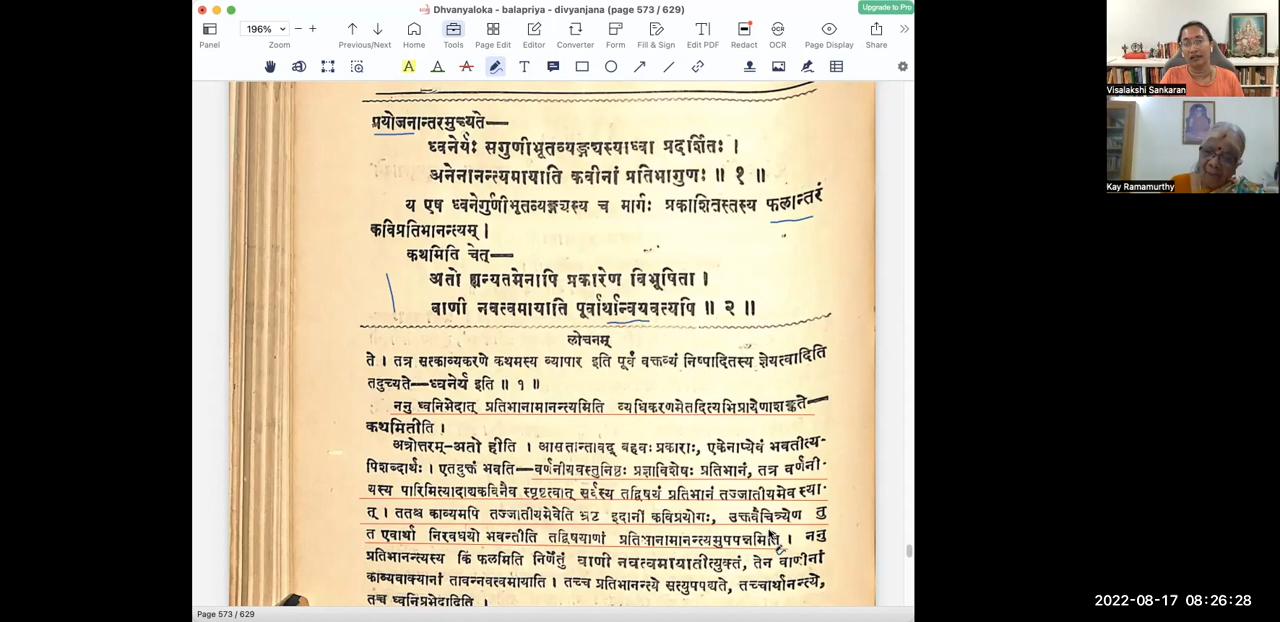 Dhvanyaloka - balapriya - divyanjana (page 573 / 629)
Upgrade to Pro
196%
Panel Zoom Previous/Next Home Tools Page Edit Editor Converter Form Fill & Sign Edit PDF Redact OCR Page Display Share
प्रयोजनान्तरमुच्यते—
ध्वनेर्यः सगुणीभूतव्यङ्ग्यस्याध्वा प्रदर्शितः ।
अनेनानन्त्यमायाति कवीनां प्रतिभागुणः ॥ १ ॥
य एष ध्वनेर्गुणीभूतव्यङ्ग्यस्य च मार्गः प्रकाशितस्तस्य फलान्तरं
कविप्रतिभानन्त्यम् ।
कथमिति चेत्—
अतो ह्यन्यतमेनापि प्रकारेण विभूषिता ।
वाणी नवत्वमायाति पूर्वार्थान्वयवत्यपि ॥ २ ॥
लोचनम्
ते । तत्र सत्काव्यकरणे कथमस्य व्यापार इति पूर्वं वक्तव्यं निष्पादितस्य ज्ञेयत्वादिति
तदुच्यते—ध्वनेर्य इति ॥ १ ॥
ननु ध्वनिभेदात् प्रतिभानामानन्त्यमिति व्यधिकरणमेतदित्यभिप्रायेणाशङ्कते—
कथमितीति ।
अत्रोत्तरम्-अतो हीति । आसतान्तावद् बहवः प्रकाराः, एकेनाप्येवं भवतीत्य-
पिशब्दार्थः । एतदुक्तं भवति—वर्णनीयवस्तुनिष्ठः प्रज्ञाविशेषः प्रतिभानं, तत्र वर्णनी-
यस्य पारिमित्यादाद्यकविनैव स्पृष्टत्वात् सर्वस्य तद्विषयं प्रतिभानं तज्जातीयमेव स्या-
त् । ततश्च काव्यमपि तज्जातीयमेवेति भ्रष्ट इदानीं कविप्रयोगः, उक्तवैचित्र्येण तु
त एवार्था निरवधयो भवन्तीति तद्विषयाणां प्रतिभानामानन्त्यमुपपन्नमिति । ननु
प्रतिभानन्त्यस्य किं फलमिति निर्णेतुं वाणी नवत्वमायातीत्युक्तं, तेन वाणीनां
काव्यवाक्यानां तावन्नवत्वमायाति । तच्च प्रतिभानन्त्ये सत्युपपद्यते, तच्चार्थानन्त्ये,
तच्च ध्वनिप्रभेदादिति ।
Page 573 / 629
Visalakshi Sankaran
Kay Ramamurthy
2022-08-17 08:26:28